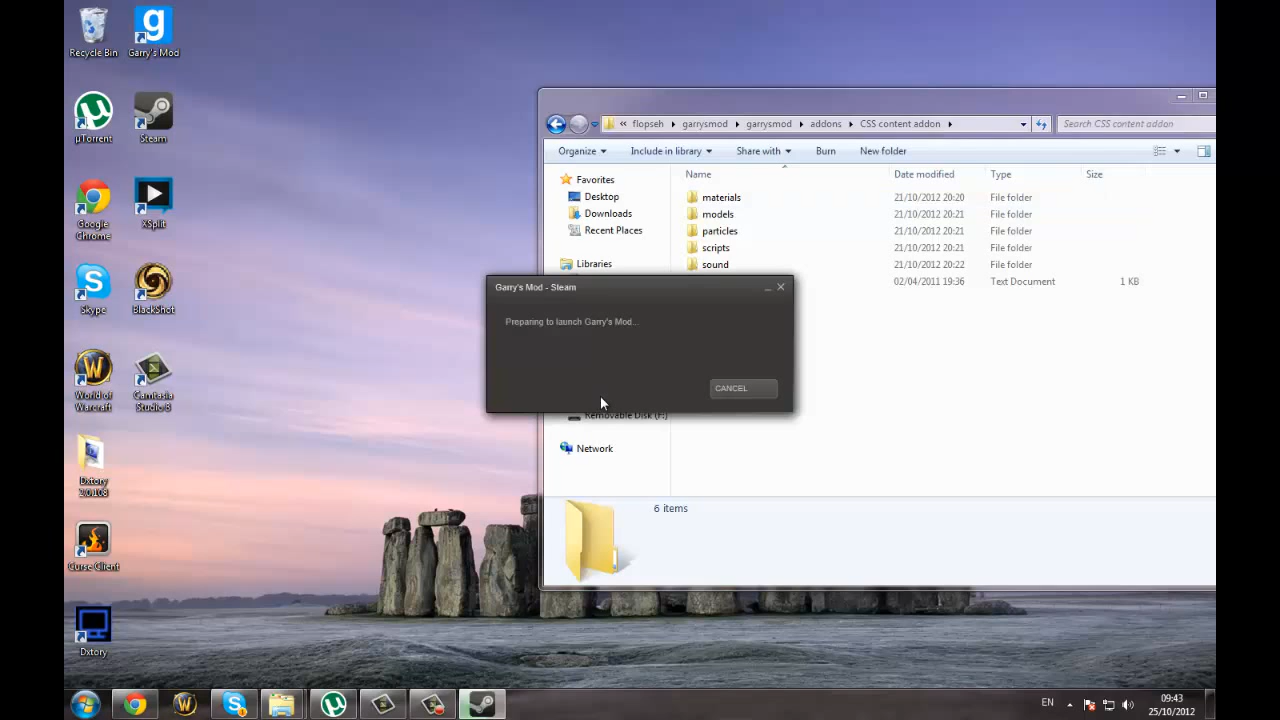 Recycle Bin
Garry's Mod
µTorrent
Steam
Google
Chrome
XSplit
Skype
BlackShot
World of
Warcraft
Camtasia
Studio 8
Dxtory
2.0.108
Curse Client
Dxtory
« flopseh ▸ garrysmod ▸ garrysmod ▸ addons ▸ CSS content addon ▸
Search CSS content addon
Organize ▾ Include in library ▾ Share with ▾ Burn New folder
Name Date modified Type Size
Favorites
Desktop
Downloads
Recent Places
Libraries
Removable Disk (F:)
Network
materials 21/10/2012 20:20 File folder
models 21/10/2012 20:21 File folder
particles 21/10/2012 20:21 File folder
scripts 21/10/2012 20:21 File folder
sound 21/10/2012 20:22 File folder
02/04/2011 19:36 Text Document 1 KB
Garry's Mod - Steam
Preparing to launch Garry's Mod...
CANCEL
6 items
EN
09:43
25/10/2012